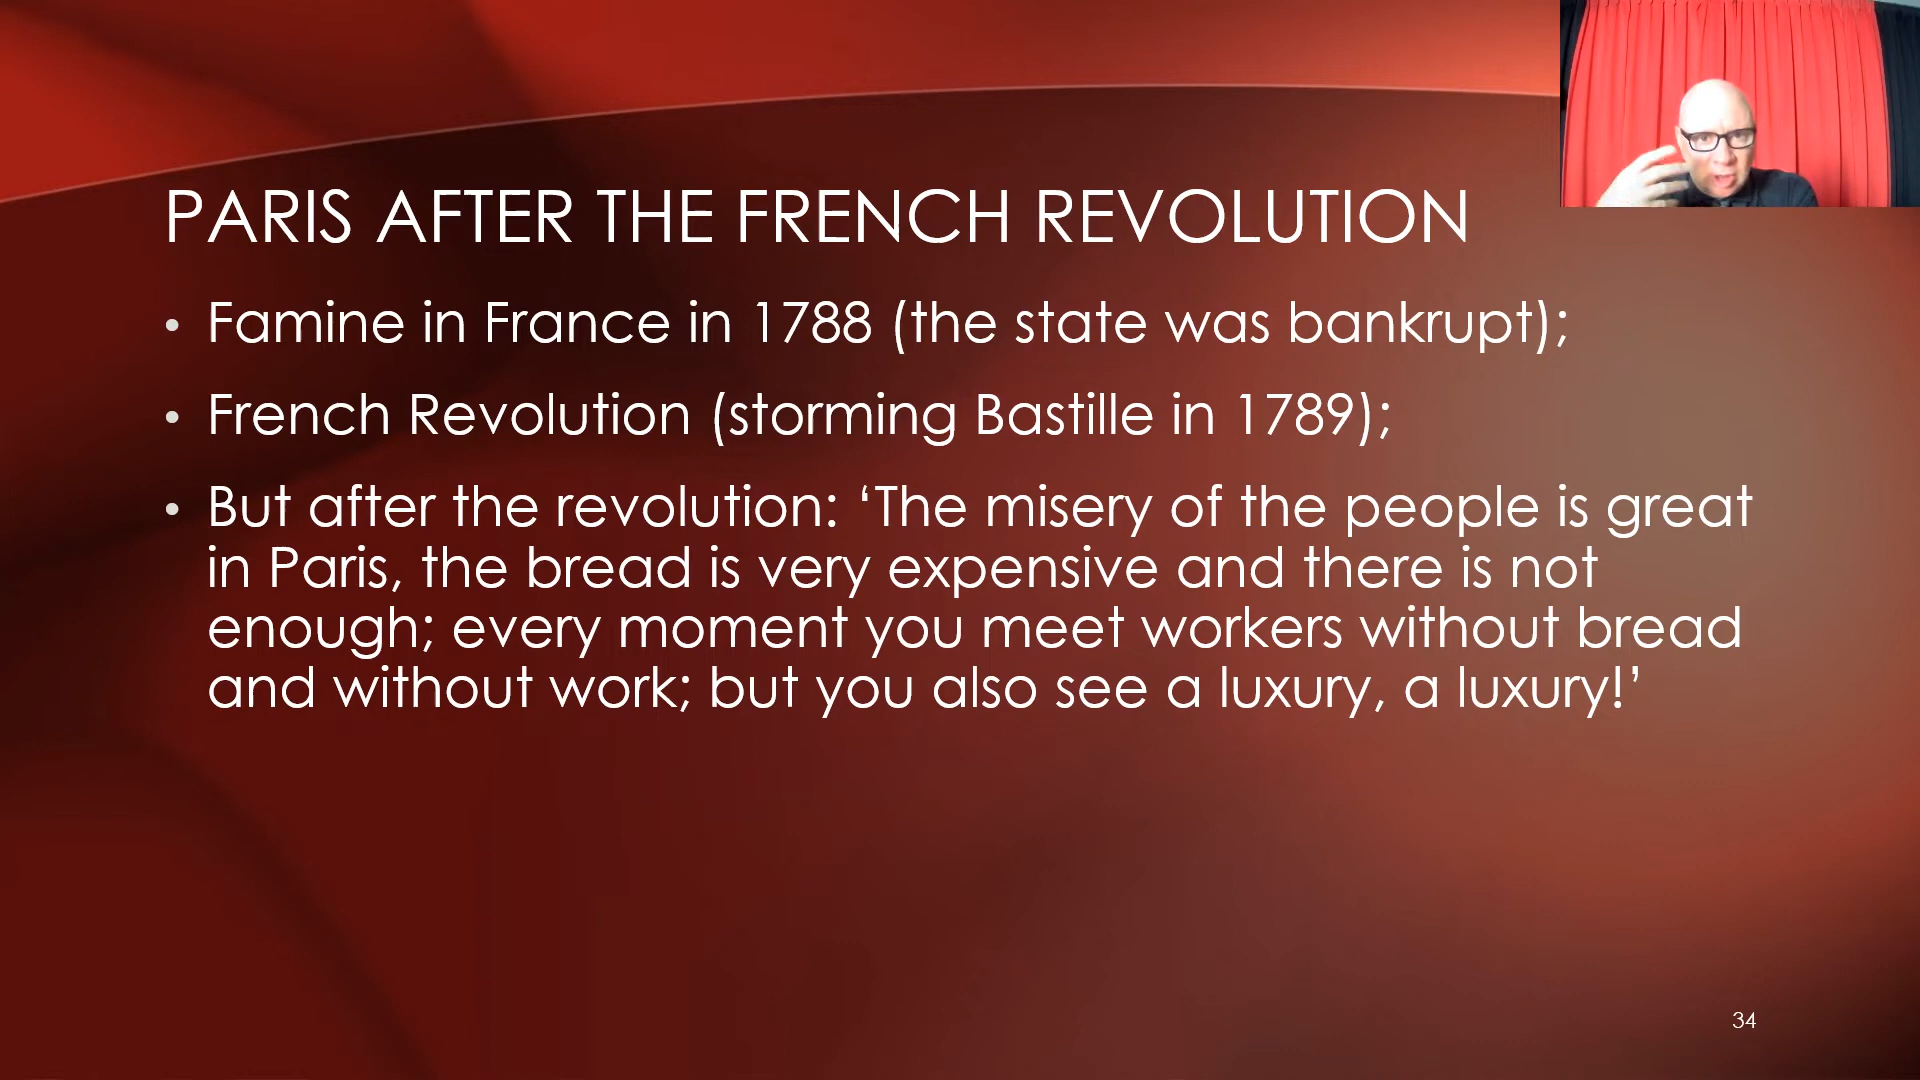 PARIS AFTER THE FRENCH REVOLUTION
• Famine in France in 1788 (the state was bankrupt);
• French Revolution (storming Bastille in 1789);
• But after the revolution: ‘The misery of the people is great
in Paris, the bread is very expensive and there is not
enough; every moment you meet workers without bread
and without work; but you also see a luxury, a luxury!’
34